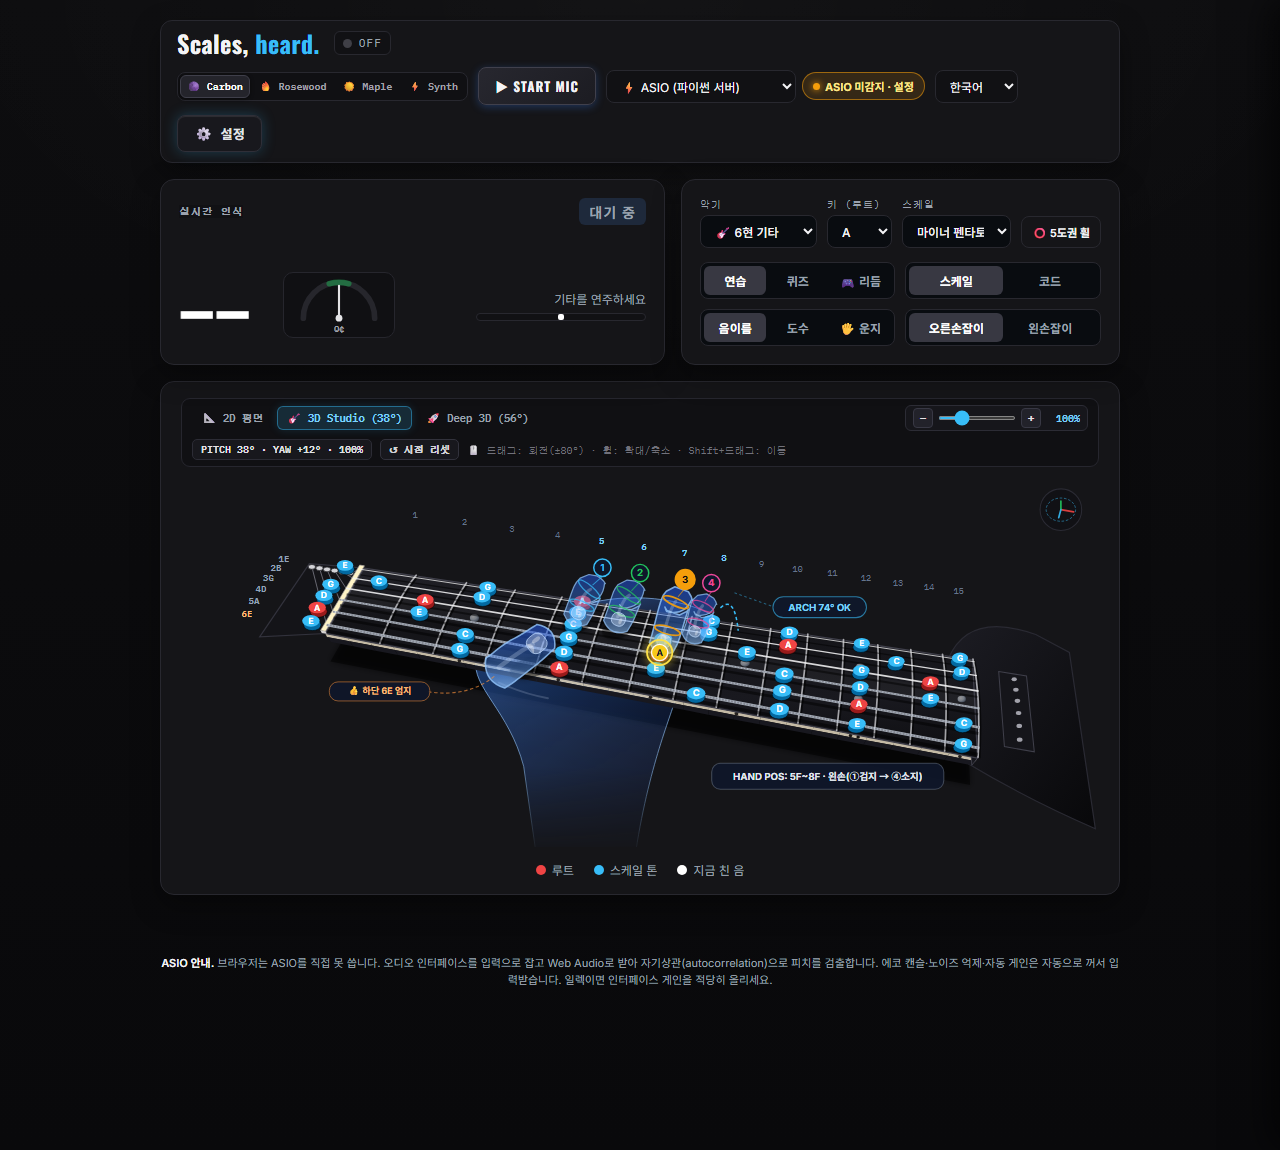 Scales, heard.
OFF
Carbon
Rosewood
Maple
Synth
▶ START MIC
ASIO (파이썬 서버)
ASIO 미감지 · 설정
한국어
설정
실시간 인식
대기 중
0¢
기타를 연주하세요
악기
키 (루트)
스케일
6현 기타
A
마이너 펜타토
5도권 휠
연습
퀴즈
리듬
스케일
코드
음이름
도수
운지
오른손잡이
왼손잡이
2D 평면
3D Studio (38°)
Deep 3D (56°)
−
+
100%
PITCH 38° · YAW +12° · 100%
↺ 시점 리셋
드래그: 회전(±80°) · 휠: 확대/축소 · Shift+드래그: 이동
1 2 3 4 5 6 7 8 9 10 11 12 13 14 15
1E
2B
3G
4D
5A
6E
① ② ③ ④
ARCH 74° OK
하단 6E 엄지
HAND POS: 5F~8F · 왼손(①검지 → ④소지)
루트
스케일 톤
지금 친 음
ASIO 안내. 브라우저는 ASIO를 직접 못 씁니다. 오디오 인터페이스를 입력으로 잡고 Web Audio로 받아 자기상관(autocorrelation)으로 피치를 검출합니다. 에코 캔슬·노이즈 억제·자동 게인은 자동으로 꺼서 입
력받습니다. 일렉이면 인터페이스 게인을 적당히 올리세요.